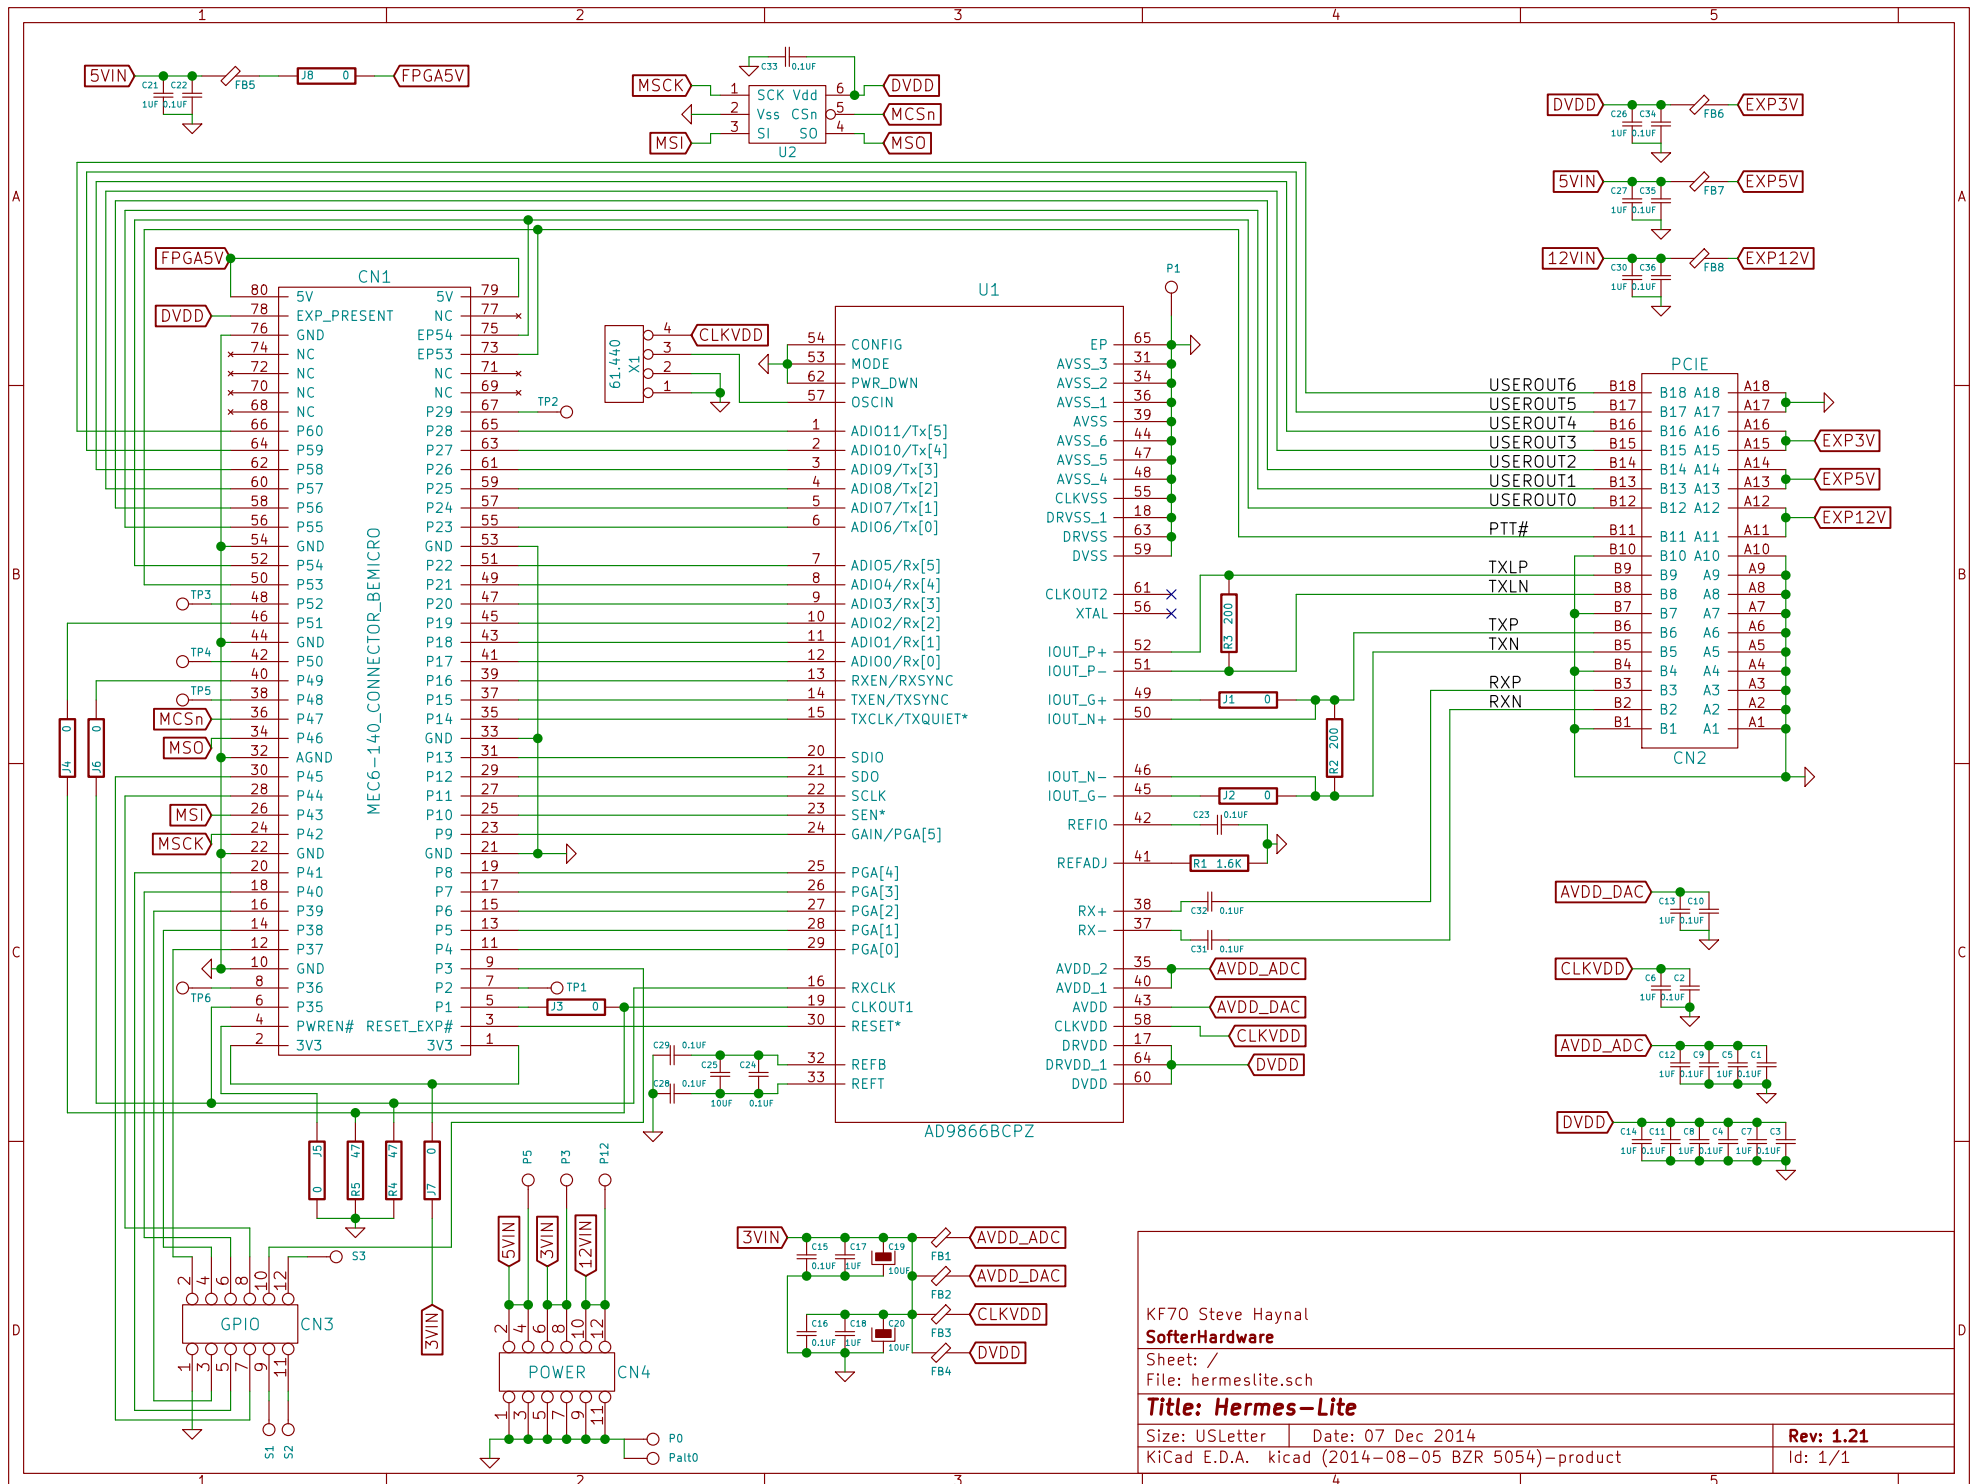 1 2 3 4 5
A
B
C
D
A
B
C
D
1 2 3 4 5
5VIN
C21 1UF
C22 0.1UF
FB5
J8 0
FPGA5V
C33 0.1UF
MSCK
MSI
1 SCK
2 Vss
3 SI
Vdd 6
CSn 5
SO 4
U2
DVDD
MCSn
MSO
DVDD
C26 1UF
C34 0.1UF
FB6
EXP3V
5VIN
C27 1UF
C35 0.1UF
FB7
EXP5V
12VIN
C30 1UF
C36 0.1UF
FB8
EXP12V
FPGA5V
DVDD
CN1
MEC6-140_CONNECTOR_BEMICRO
80 5V
78 EXP_PRESENT
76 GND
74 NC
72 NC
70 NC
68 NC
66 P60
64 P59
62 P58
60 P57
58 P56
56 P55
54 GND
52 P54
50 P53
48 P52
46 P51
44 GND
42 P50
40 P49
38 P48
36 P47
34 P46
32 AGND
30 P45
28 P44
26 P43
24 P42
22 GND
20 P41
18 P40
16 P39
14 P38
12 P37
10 GND
8 P36
6 P35
4 PWREN#
2 3V3
5V 79
NC 77
EP54 75
EP53 73
NC 71
NC 69
P29 67
P28 65
P27 63
P26 61
P25 59
P24 57
P23 55
GND 53
P22 51
P21 49
P20 47
P19 45
P18 43
P17 41
P16 39
P15 37
P14 35
GND 33
P13 31
P12 29
P11 27
P10 25
P9 23
GND 21
P8 19
P7 17
P6 15
P5 13
P4 11
P3 9
P2 7
P1 5
RESET_EXP# 3
3V3 1
TP3
TP4
TP5
MCSn
MSO
MSI
MSCK
TP6
J4 0
J6 0
TP2
TP1
J3 0
61.440
X1
4
3
2
1
CLKVDD
U1
P1
54 CONFIG
53 MODE
62 PWR_DWN
57 OSCIN
1 ADIO11/Tx[5]
2 ADIO10/Tx[4]
3 ADIO9/Tx[3]
4 ADIO8/Tx[2]
5 ADIO7/Tx[1]
6 ADIO6/Tx[0]
7 ADIO5/Rx[5]
8 ADIO4/Rx[4]
9 ADIO3/Rx[3]
10 ADIO2/Rx[2]
11 ADIO1/Rx[1]
12 ADIO0/Rx[0]
13 RXEN/RXSYNC
14 TXEN/TXSYNC
15 TXCLK/TXQUIET*
20 SDIO
21 SDO
22 SCLK
23 SEN*
24 GAIN/PGA[5]
25 PGA[4]
26 PGA[3]
27 PGA[2]
28 PGA[1]
29 PGA[0]
16 RXCLK
19 CLKOUT1
30 RESET*
32 REFB
33 REFT
EP 65
AVSS_3 31
AVSS_2 34
AVSS_1 36
AVSS 39
AVSS_6 44
AVSS_5 47
AVSS_4 48
CLKVSS 55
DRVSS_1 18
DRVSS 63
DVSS 59
CLKOUT2 61
XTAL 56
IOUT_P+ 52
IOUT_P- 51
IOUT_G+ 49
IOUT_N+ 50
IOUT_N- 46
IOUT_G- 45
REFIO 42
REFADJ 41
RX+ 38
RX- 37
AVDD_2 35
AVDD_1 40
AVDD 43
CLKVDD 58
DRVDD 17
DRVDD_1 64
DVDD 60
AD9866BCPZ
R3 200
J1 0
R2 200
J2 0
C23 0.1UF
R1 1.6K
C32 0.1UF
C31 0.1UF
AVDD_ADC
AVDD_DAC
CLKVDD
DVDD
C29 0.1UF
C28 0.1UF
C25 10UF
C24 0.1UF
USEROUT6
USEROUT5
USEROUT4
USEROUT3
USEROUT2
USEROUT1
USEROUT0
PTT#
TXLP
TXLN
TXP
TXN
RXP
RXN
PCIE
B18 B18 A18 A18
B17 B17 A17 A17
B16 B16 A16 A16
B15 B15 A15 A15
B14 B14 A14 A14
B13 B13 A13 A13
B12 B12 A12 A12
B11 B11 A11 A11
B10 B10 A10 A10
B9 B9 A9 A9
B8 B8 A8 A8
B7 B7 A7 A7
B6 B6 A6 A6
B5 B5 A5 A5
B4 B4 A4 A4
B3 B3 A3 A3
B2 B2 A2 A2
B1 B1 A1 A1
CN2
EXP3V
EXP5V
EXP12V
AVDD_DAC
C13 1UF
C10 0.1UF
CLKVDD
C6 1UF
C2 0.1UF
AVDD_ADC
C12 1UF
C9 0.1UF
C5 1UF
C1 0.1UF
DVDD
C14 1UF
C11 0.1UF
C8 1UF
C4 0.1UF
C7 1UF
C3 0.1UF
J5 0
R5 47
R4 47
J7 0
3VIN
S3
2 4 6 8 10 12
GPIO
CN3
1 3 5 7 9 11
S1
S2
P5
P3
P12
5VIN
3VIN
12VIN
2 4 6 8 10 12
POWER
CN4
1 3 5 7 9 11
P0
Palt0
3VIN
C15 0.1UF
C17 1UF
C19 10UF
C16 0.1UF
C18 1UF
C20 10UF
FB1
AVDD_ADC
FB2
AVDD_DAC
FB3
CLKVDD
FB4
DVDD
KF7O Steve Haynal
SofterHardware
Sheet: /
File: hermeslite.sch
Title: Hermes-Lite
Size: USLetter Date: 07 Dec 2014 Rev: 1.21
KiCad E.D.A. kicad (2014-08-05 BZR 5054)-product Id: 1/1